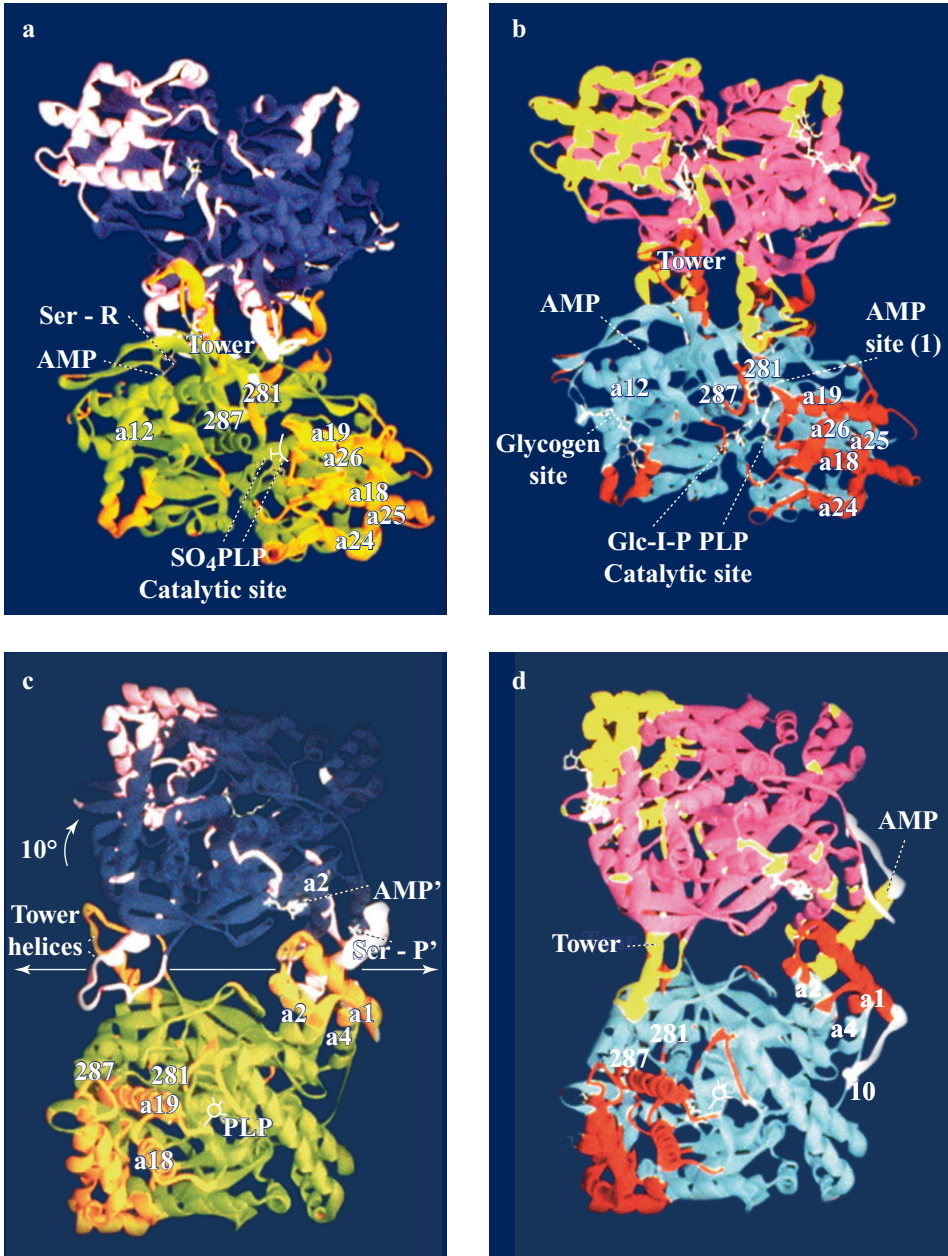 a
Ser - R
AMP
Tower
281
287
a12
a19
a26
a18
a25
a24
SO₄PLP
Catalytic site
b
Tower
AMP
AMP
site (1)
281
287
a12
a19
a26
a25
a18
Glycogen
site
a24
Glc-I-P PLP
Catalytic site
c
10°
a2
AMP’
Tower
helices
Ser - P’
a2
a1
a4
287
281
a19
PLP
a18
d
AMP
Tower
a2
a1
a4
281
287
10